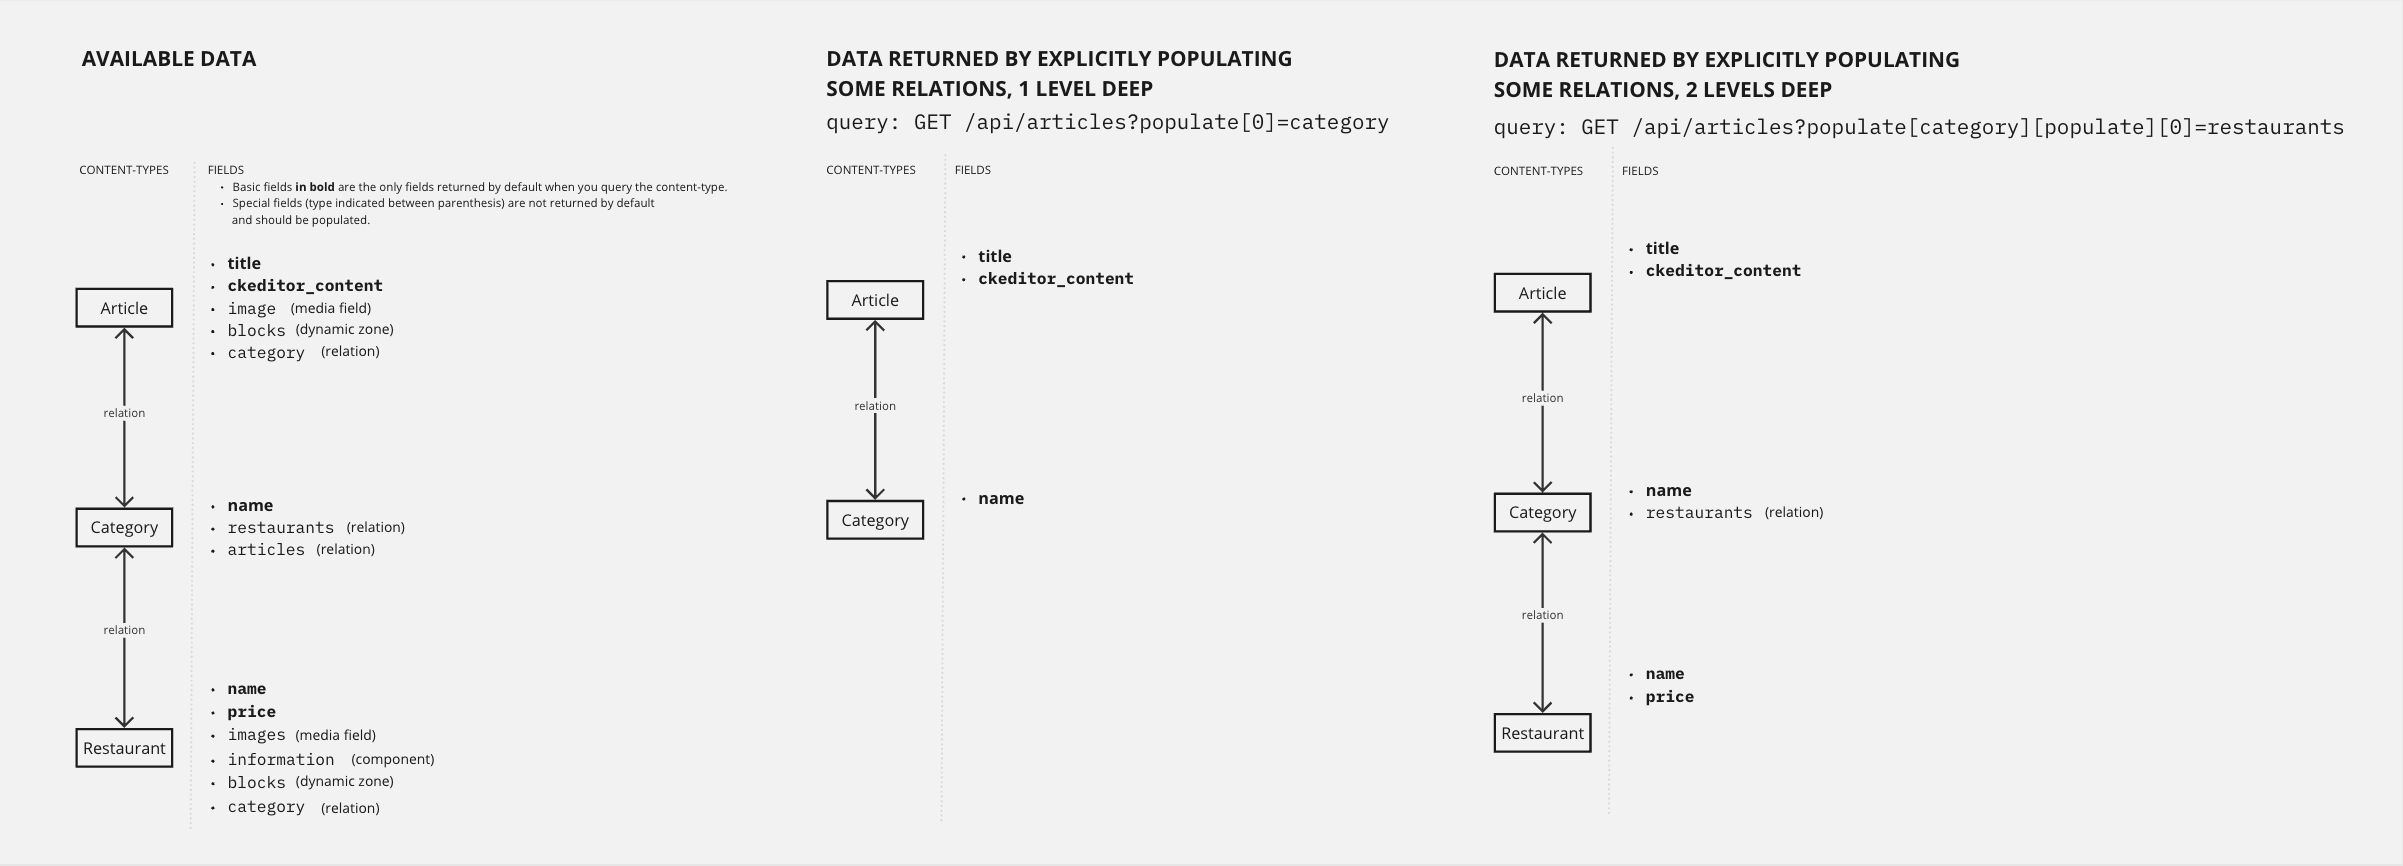 AVAILABLE DATA
CONTENT-TYPES
FIELDS
• Basic fields in bold are the only fields returned by default when you query the content-type.
• Special fields (type indicated between parenthesis) are not returned by default
and should be populated.
Article
• title
• ckeditor_content
• image (media field)
• blocks (dynamic zone)
• category (relation)
relation
Category
• name
• restaurants (relation)
• articles (relation)
relation
Restaurant
• name
• price
• images (media field)
• information (component)
• blocks (dynamic zone)
• category (relation)
DATA RETURNED BY EXPLICITLY POPULATING
SOME RELATIONS, 1 LEVEL DEEP
query: GET /api/articles?populate[0]=category
CONTENT-TYPES
FIELDS
Article
• title
• ckeditor_content
relation
Category
• name
DATA RETURNED BY EXPLICITLY POPULATING
SOME RELATIONS, 2 LEVELS DEEP
query: GET /api/articles?populate[category][populate][0]=restaurants
CONTENT-TYPES
FIELDS
Article
• title
• ckeditor_content
relation
Category
• name
• restaurants (relation)
relation
Restaurant
• name
• price